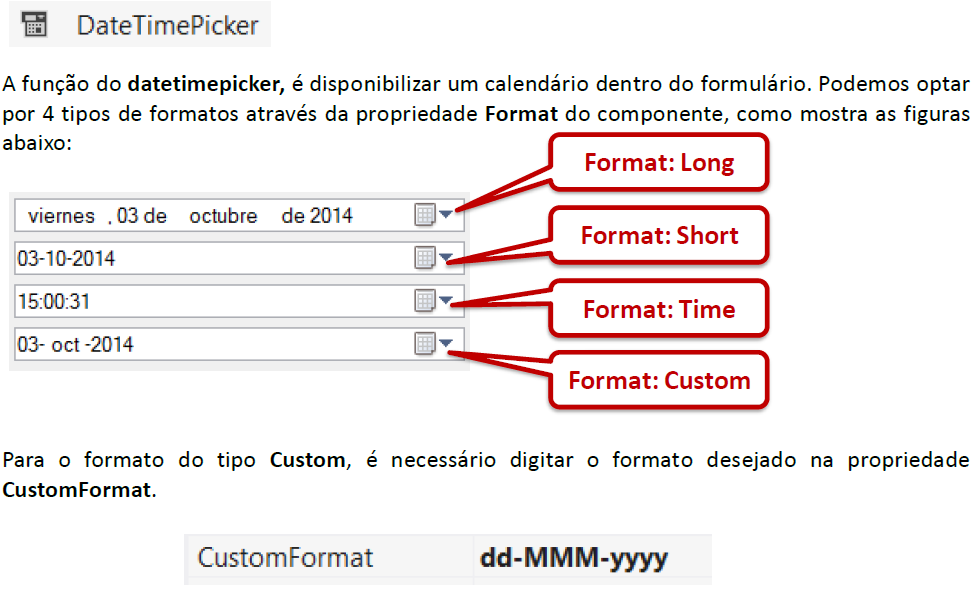 DateTimePicker
A função do datetimepicker, é disponibilizar um calendário dentro do formulário. Podemos optar
por 4 tipos de formatos através da propriedade Format do componente, como mostra as figuras
abaixo:
Format: Long
viernes , 03 de octubre de 2014
Format: Short
03-10-2014
Format: Time
15:00:31
Format: Custom
03- oct -2014
Para o formato do tipo Custom, é necessário digitar o formato desejado na propriedade
CustomFormat.
CustomFormat dd-MMM-yyyy